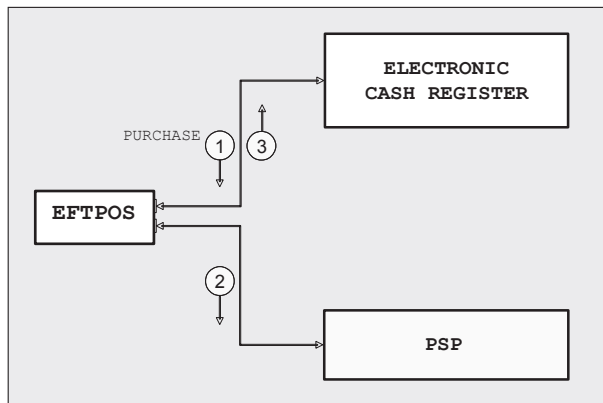 ELECTRONIC
CASH REGISTER
PURCHASE
1
3
EFTPOS
2
PSP